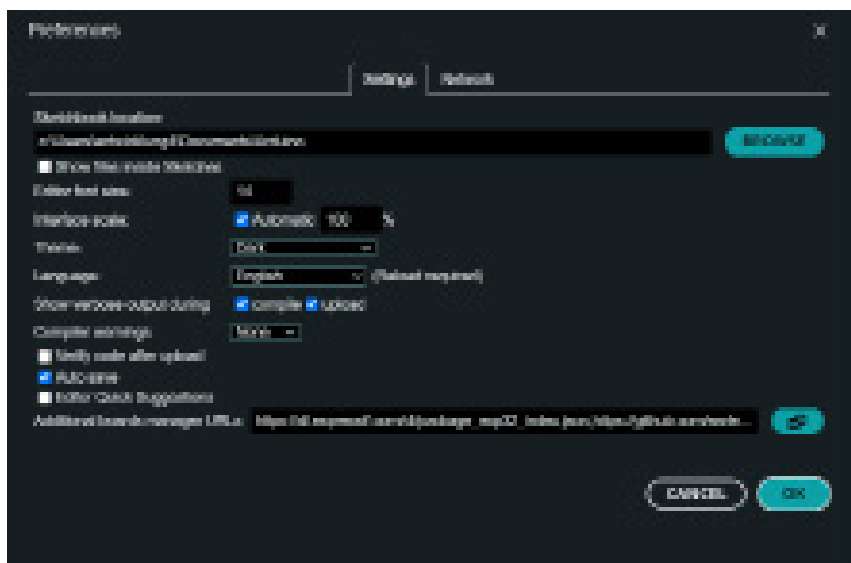 Preferences
Settings Network
Sketchbook location
BROWSE
Show files inside Sketches
Editor font size: 14
Interface scale: Automatic 100 %
Theme: Dark
Language: English (Reload required)
Show verbose output during compile upload
Compiler warnings None
Verify code after upload
Auto save
Editor Quick Suggestions
Additional boards manager URLs:
CANCEL OK